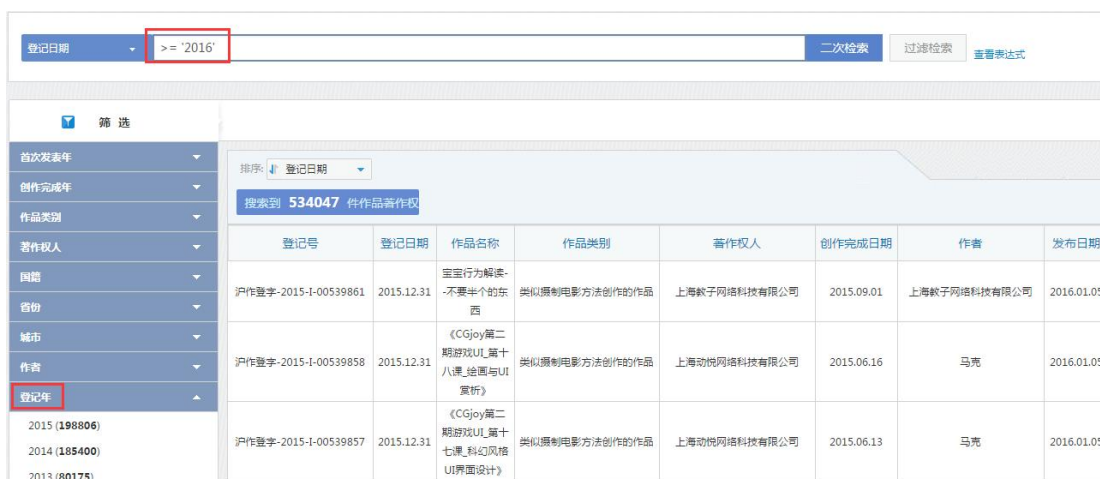 登记日期
>= '2016'
二次检索
过滤检索
查看表达式
筛 选
首次发表年
创作完成年
作品类别
著作权人
国籍
省份
城市
作者
登记年
2015 (198806)
2014 (185400)
2013 (80175)
排序: 登记日期
搜索到 534047 件作品著作权
登记号 登记日期 作品名称 作品类别 著作权人 创作完成日期 作者 发布日期
沪作登字-2015-I-00539861 2015.12.31 宝宝行为解读- 类似摄制电影方法创作的作品 上海敕子网络科技有限公司 2015.09.01 上海敕子网络科技有限公司 2016.01.05
-不要半个的东
西
沪作登字-2015-I-00539858 2015.12.31 《CGjoy第二 类似摄制电影方法创作的作品 上海动悦网络科技有限公司 2015.06.16 马克 2016.01.05
期游戏UI_第十
八课_绘画与UI
赏析》
沪作登字-2015-I-00539857 2015.12.31 《CGjoy第二 类似摄制电影方法创作的作品 上海动悦网络科技有限公司 2015.06.13 马克 2016.01.05
期游戏UI_第十
七课_科幻风格
UI界面设计》